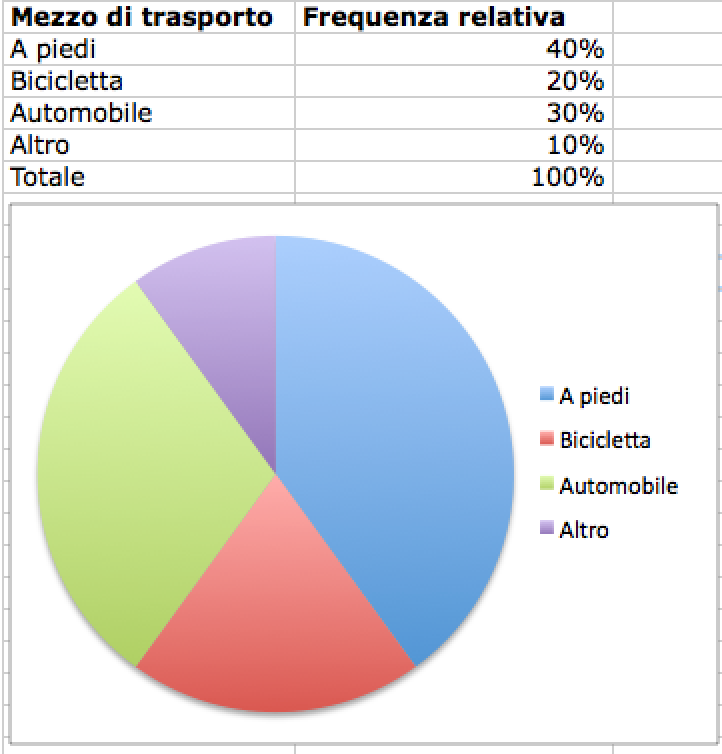 Mezzo di trasporto Frequenza relativa
A piedi 40%
Bicicletta 20%
Automobile 30%
Altro 10%
Totale 100%
A piedi
Bicicletta
Automobile
Altro